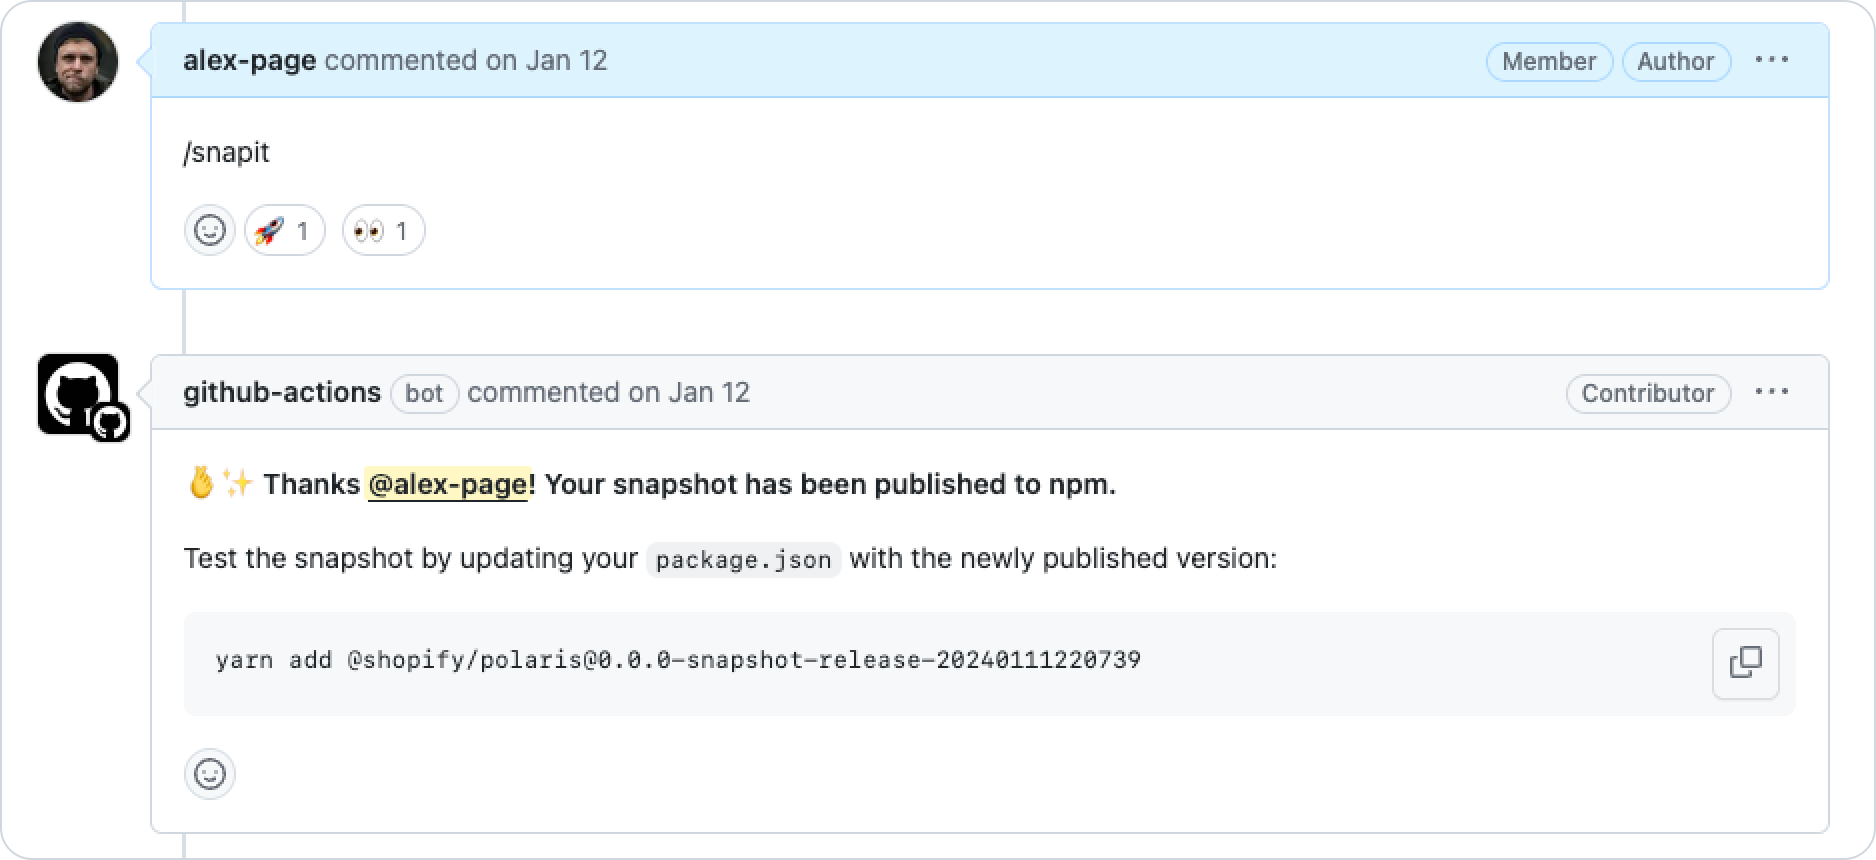 alex-page commented on Jan 12 Member Author ...
/snapit
🚀 1 👀 1
github-actions bot commented on Jan 12 Contributor ...
🫰✨ Thanks @alex-page! Your snapshot has been published to npm.
Test the snapshot by updating your package.json with the newly published version:
yarn add @shopify/polaris@0.0.0-snapshot-release-20240111220739